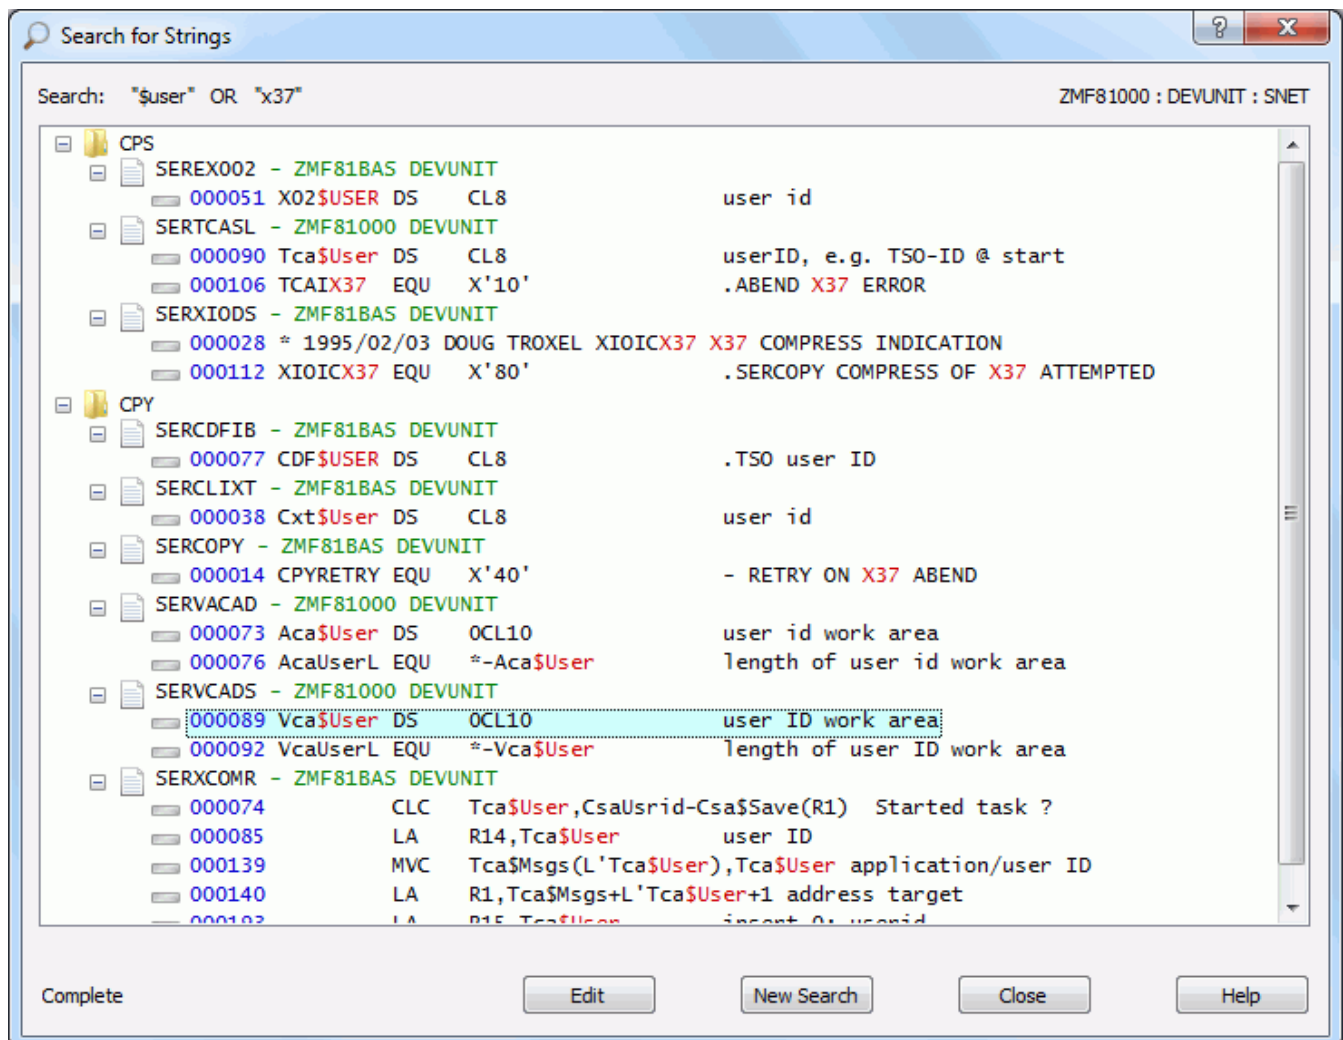 Search for Strings
Search: "$user" OR "x37" ZMF81000 : DEVUNIT : SNET
CPS
SEREX002 - ZMF81BAS DEVUNIT
000051 X02$USER DS CL8 user id
SERTCASL - ZMF81000 DEVUNIT
000090 Tca$User DS CL8 userID, e.g. TSO-ID @ start
000106 TCAIX37 EQU X'10' .ABEND X37 ERROR
SERXIODS - ZMF81BAS DEVUNIT
000028 * 1995/02/03 DOUG TROXEL XIOICX37 X37 COMPRESS INDICATION
000112 XIOICX37 EQU X'80' .SERCOPY COMPRESS OF X37 ATTEMPTED
CPY
SERCDFIB - ZMF81BAS DEVUNIT
000077 CDF$USER DS CL8 .TSO user ID
SERCLIXT - ZMF81BAS DEVUNIT
000038 Cxt$User DS CL8 user id
SERCOPY - ZMF81BAS DEVUNIT
000014 CPYRETRY EQU X'40' - RETRY ON X37 ABEND
SERVACAD - ZMF81000 DEVUNIT
000073 Aca$User DS 0CL10 user id work area
000076 AcaUserL EQU *-Aca$User length of user id work area
SERVCADS - ZMF81000 DEVUNIT
000089 Vca$User DS 0CL10 user ID work area
000092 VcaUserL EQU *-Vca$User length of user ID work area
SERXCOMR - ZMF81BAS DEVUNIT
000074 CLC Tca$User,CsaUsrid-Csa$Save(R1) Started task ?
000085 LA R14,Tca$User user ID
000139 MVC Tca$Msgs(L'Tca$User),Tca$User application/user ID
000140 LA R1,Tca$Msgs+L'Tca$User+1 address target
000193 LA R15,Tca$User insert 0: userid
Complete Edit New Search Close Help